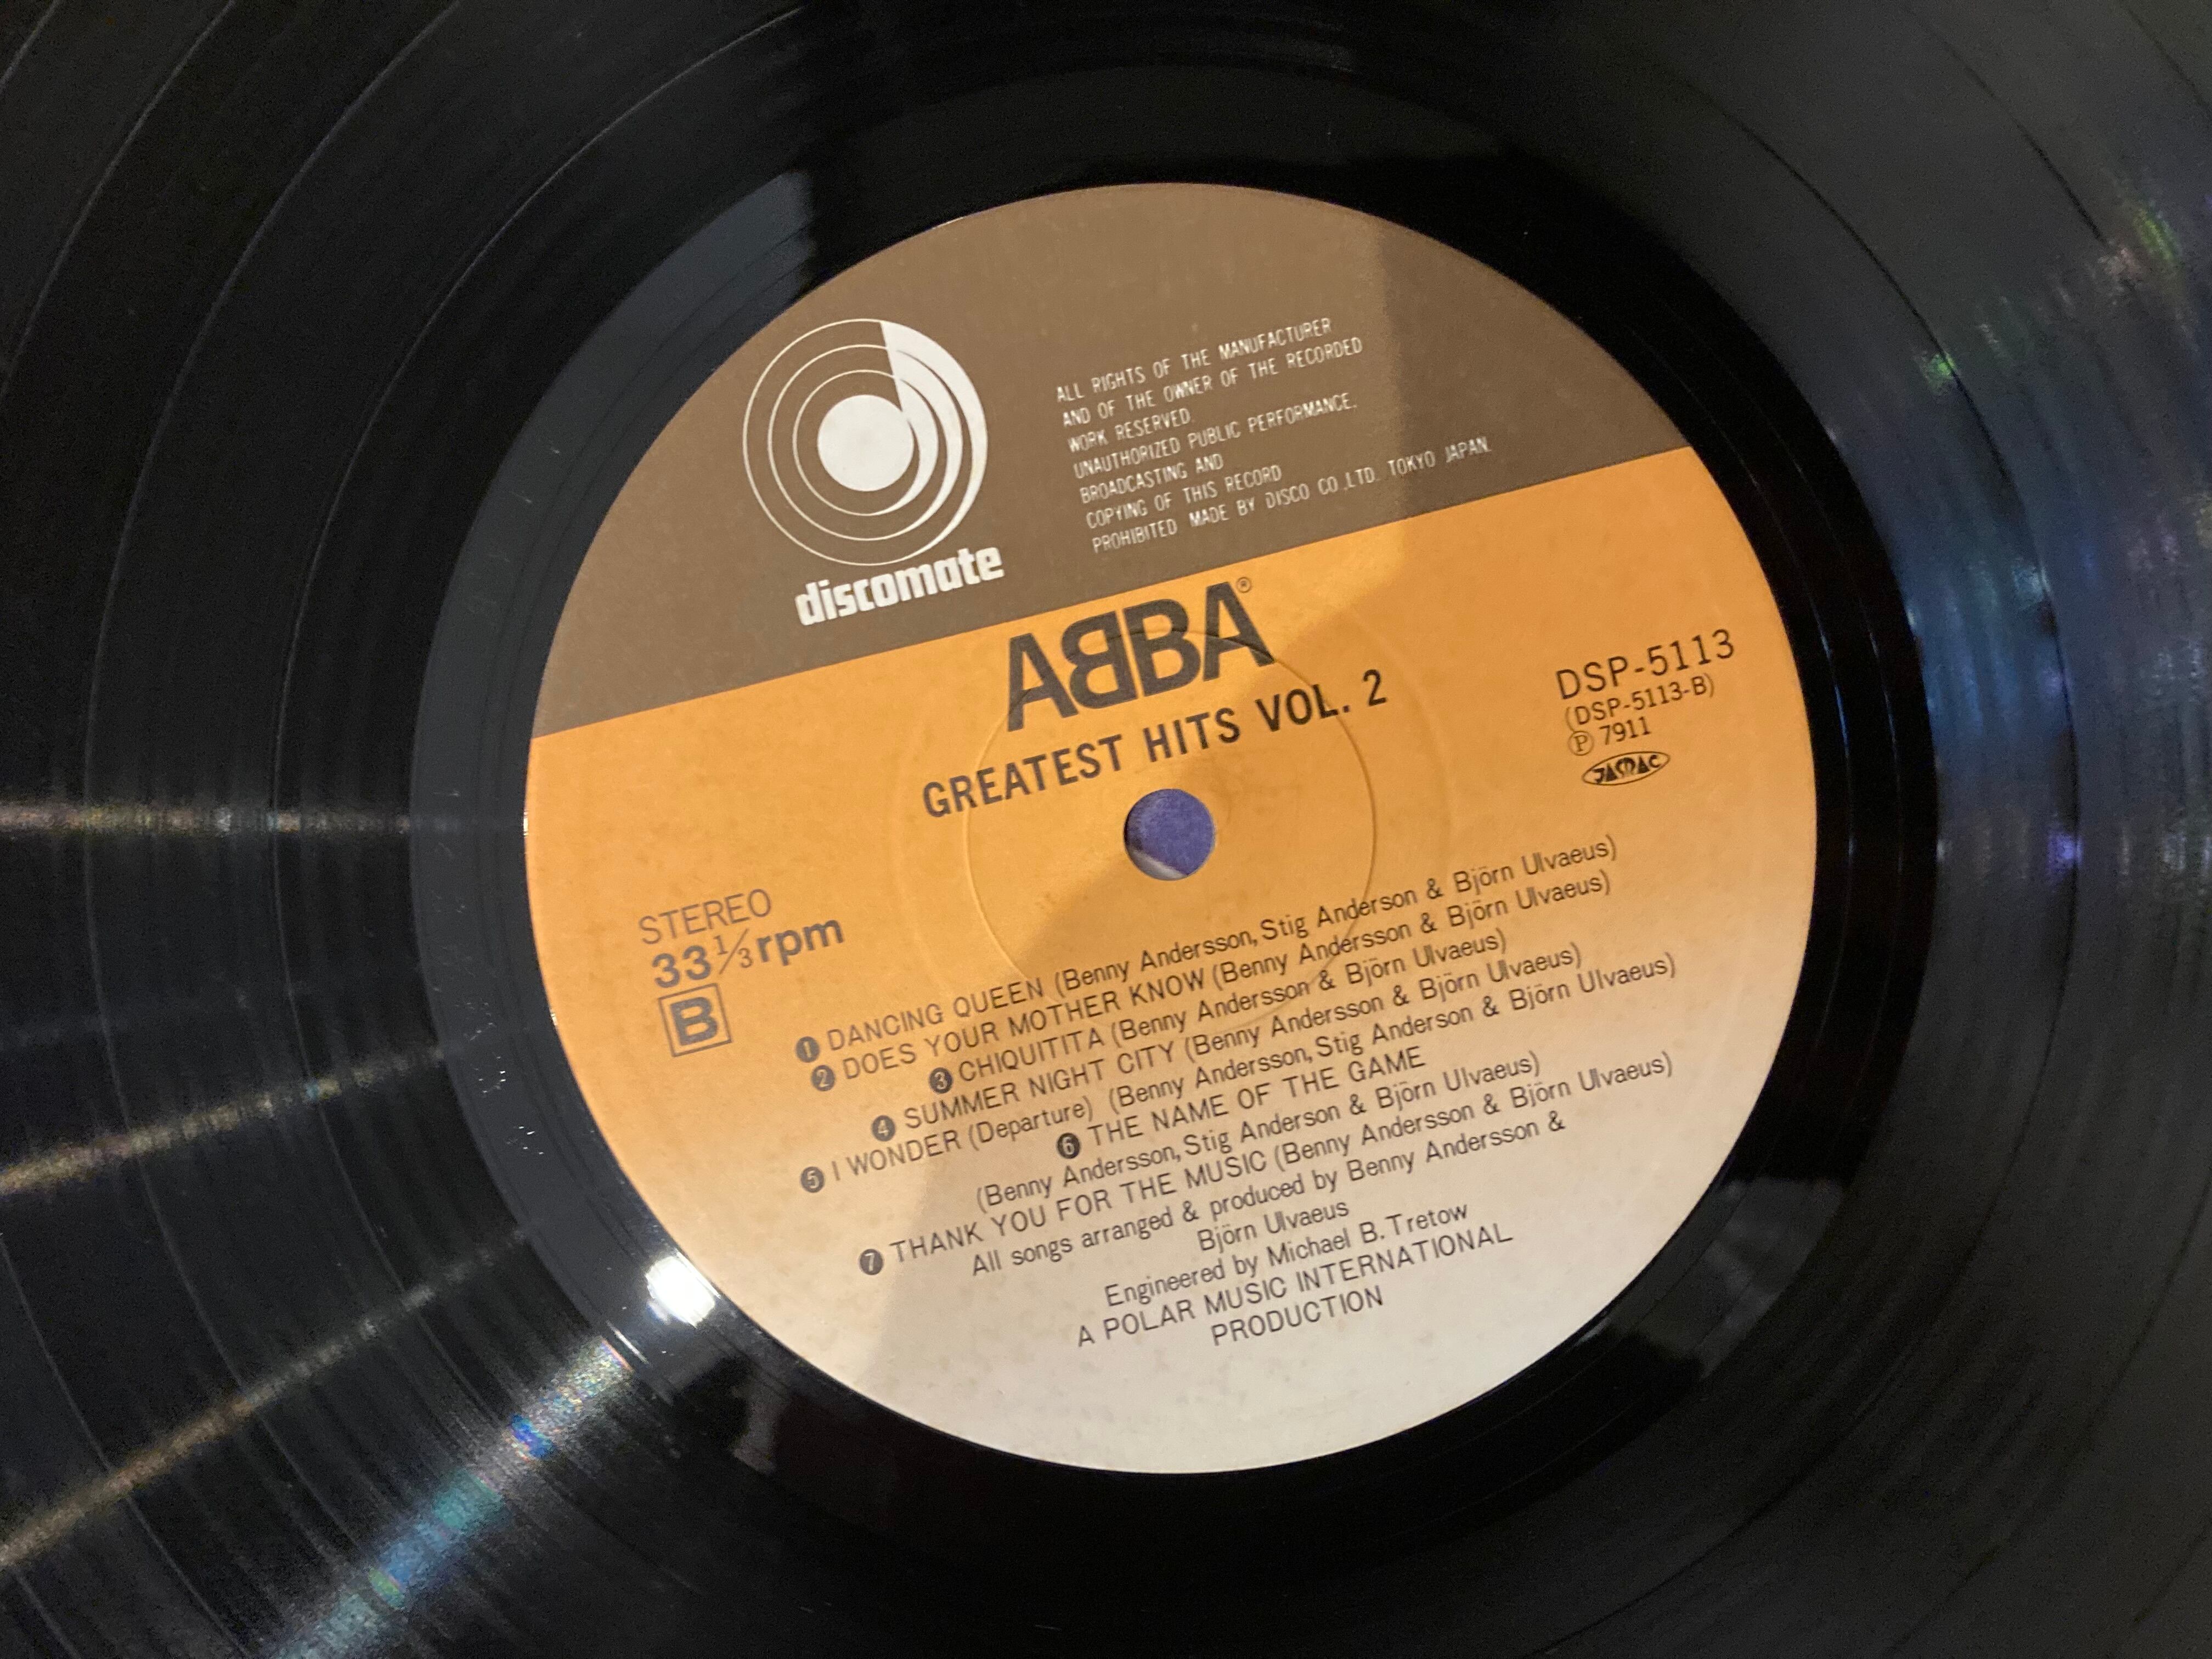 discomate
ALL RIGHTS OF THE MANUFACTURER
AND OF THE OWNER OF THE RECORDED
WORK RESERVED.
UNAUTHORIZED PUBLIC PERFORMANCE,
BROADCASTING AND
COPYING OF THIS RECORD
PROHIBITED MADE BY DISCO CO.,LTD. TOKYO JAPAN.
ABBA®
GREATEST HITS VOL. 2
DSP-5113
(DSP-5113-B)
Ⓟ 7911
JASRAC
STEREO
33⅓rpm
B
❶ DANCING QUEEN (Benny Andersson, Stig Anderson & Björn Ulvaeus)
❷ DOES YOUR MOTHER KNOW (Benny Andersson & Björn Ulvaeus)
❸ CHIQUITITA (Benny Andersson & Björn Ulvaeus)
❹ SUMMER NIGHT CITY (Benny Andersson & Björn Ulvaeus)
❺ I WONDER (Departure) (Benny Andersson, Stig Anderson & Björn Ulvaeus)
❻ THE NAME OF THE GAME
(Benny Andersson, Stig Anderson & Björn Ulvaeus)
❼ THANK YOU FOR THE MUSIC (Benny Andersson & Björn Ulvaeus)
All songs arranged & produced by Benny Andersson &
Björn Ulvaeus
Engineered by Michael B. Tretow
A POLAR MUSIC INTERNATIONAL
PRODUCTION